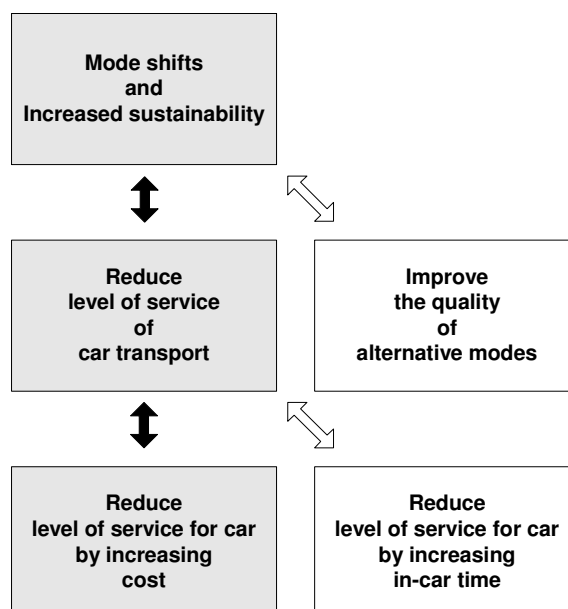 Mode shifts
and
Increased sustainability
Reduce
level of service
of
car transport
Improve
the quality
of
alternative modes
Reduce
level of service for car
by increasing
cost
Reduce
level of service for car
by increasing
in-car time